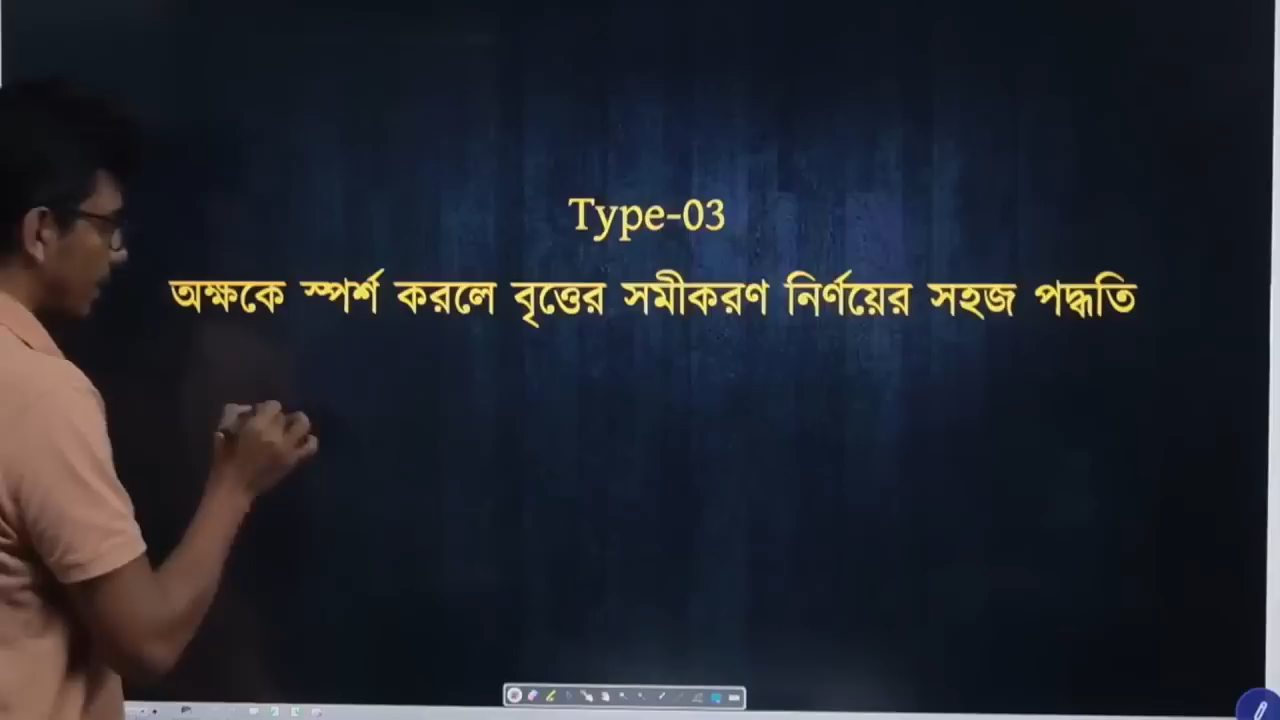 Type-03
অক্ষকে স্পর্শ করলে বৃত্তের সমীকরণ নির্ণয়ের সহজ পদ্ধতি